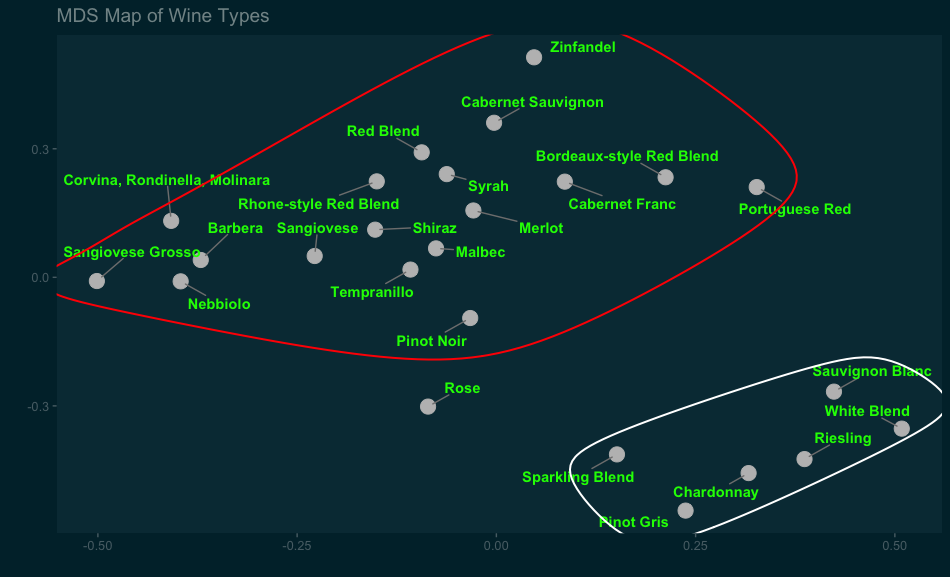 MDS Map of Wine Types
Zinfandel
Cabernet Sauvignon
Red Blend
0.3
Bordeaux-style Red Blend
Corvina, Rondinella, Molinara
Syrah
Rhone-style Red Blend
Cabernet Franc
Portuguese Red
Barbera
Sangiovese
Shiraz
Merlot
Sangiovese Grosso
Malbec
0.0
Tempranillo
Nebbiolo
Pinot Noir
Sauvignon Blanc
Rose
-0.3
White Blend
Riesling
Sparkling Blend
Chardonnay
Pinot Gris
-0.50
-0.25
0.00
0.25
0.50